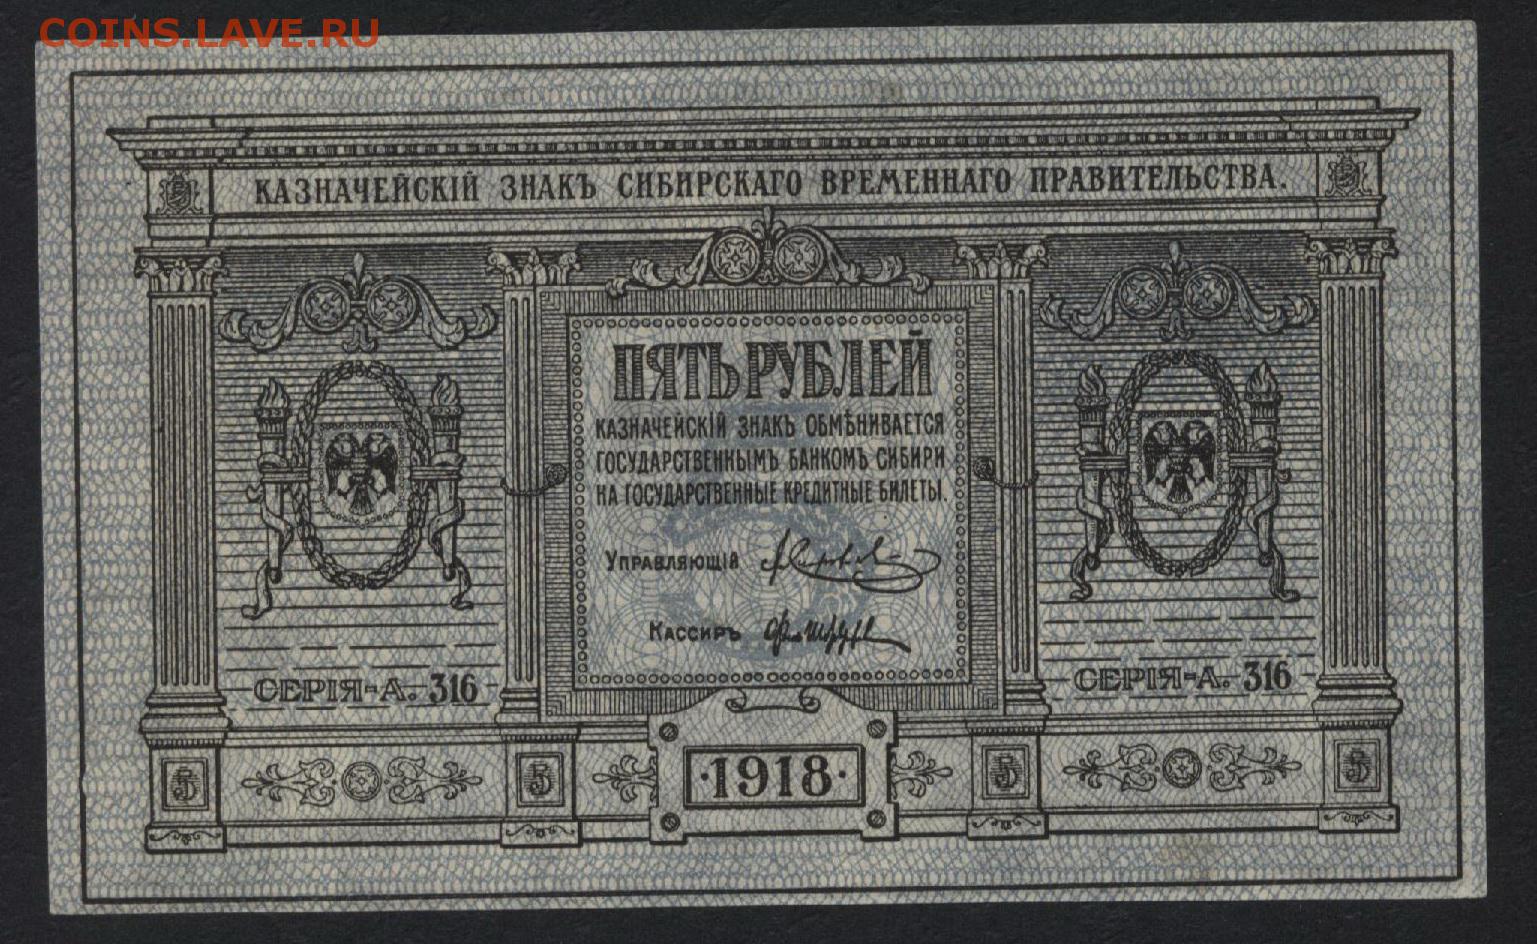 COINS.LAVE.RU
КАЗНАЧЕЙСКІЙ ЗНАКЪ СИБИРСКАГО ВРЕМЕННАГО ПРАВИТЕЛЬСТВА.
ПЯТЬ РУБЛЕЙ
КАЗНАЧЕЙСКІЙ ЗНАКЪ ОБМѢНИВАЕТСЯ
ГОСУДАРСТВЕННЫМЪ БАНКОМЪ СИБИРИ
НА ГОСУДАРСТВЕННЫЕ КРЕДИТНЫЕ БИЛЕТЫ.
УПРАВЛЯЮЩІЙ
КАССИРЪ
СЕРІЯ-А. 316
СЕРІЯ-А. 316
5 5 5 5
·1918·